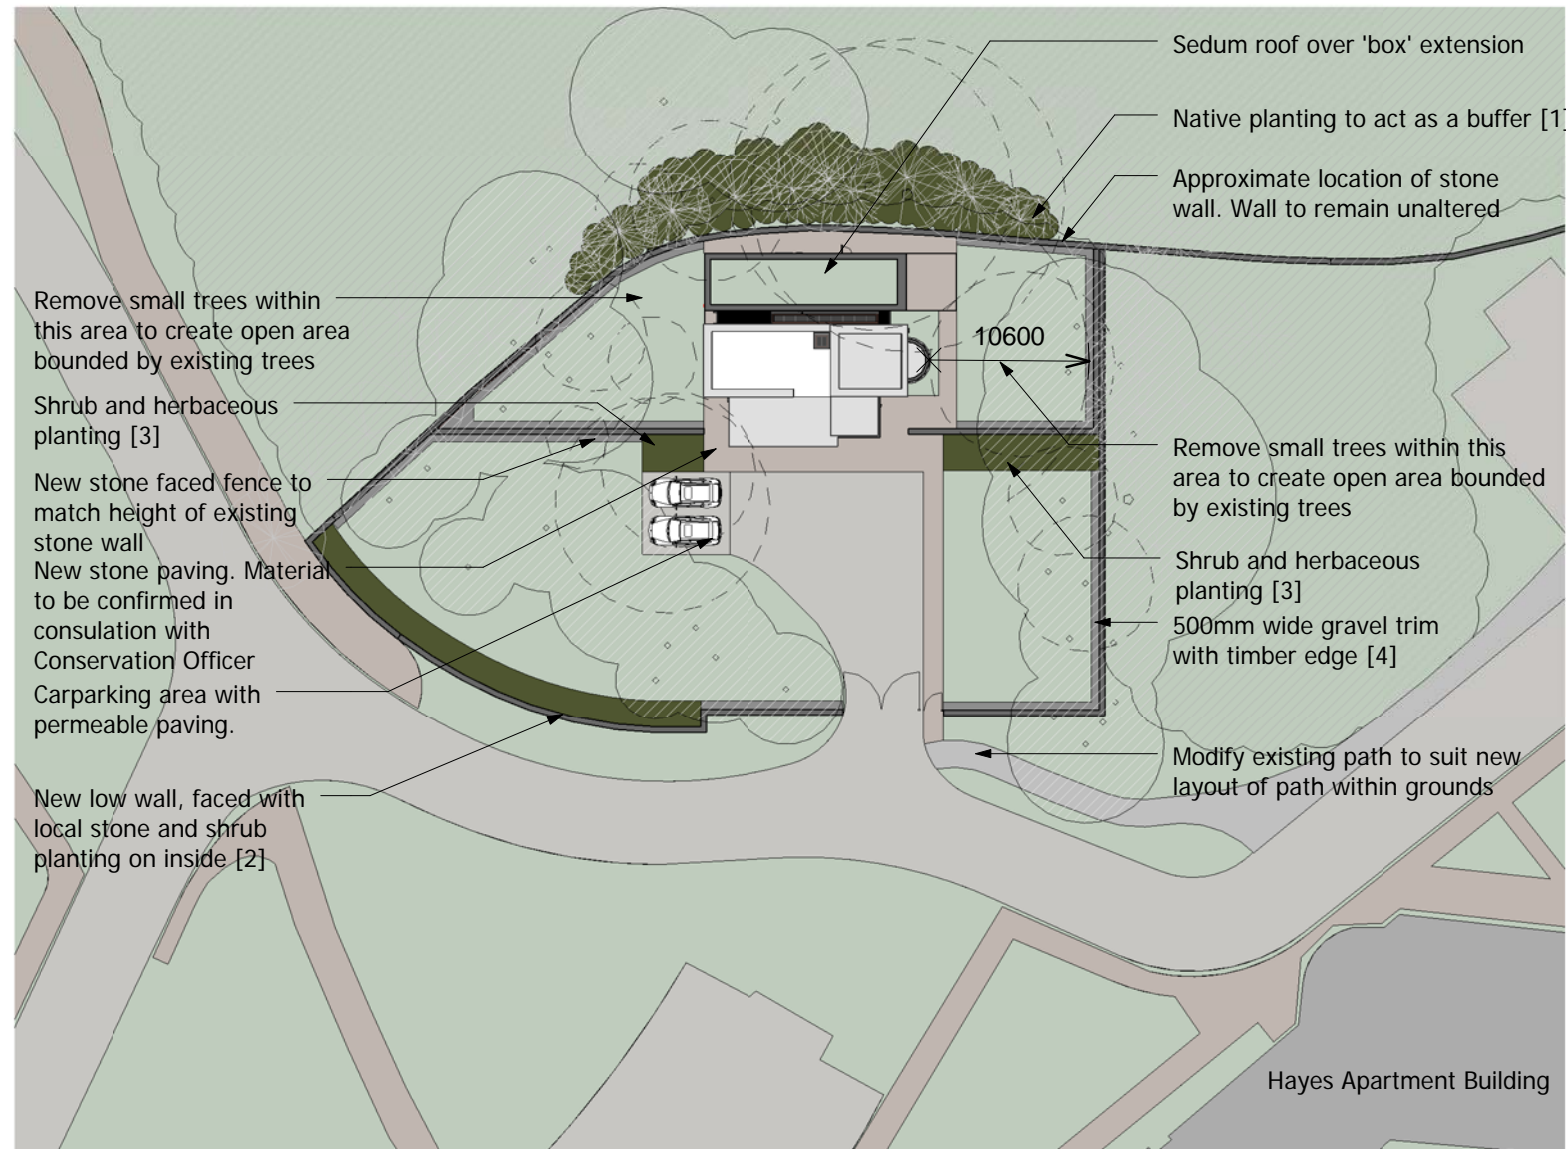 Sedum roof over 'box' extension
Native planting to act as a buffer [1]
Approximate location of stone
wall. Wall to remain unaltered
Remove small trees within
this area to create open area
bounded by existing trees
Shrub and herbaceous
planting [3]
New stone faced fence to
match height of existing
stone wall
New stone paving. Material
to be confirmed in
consulation with
Conservation Officer
Carparking area with
permeable paving.
New low wall, faced with
local stone and shrub
planting on inside [2]
10600
Remove small trees within this
area to create open area bounded
by existing trees
Shrub and herbaceous
planting [3]
500mm wide gravel trim
with timber edge [4]
Modify existing path to suit new
layout of path within grounds
Hayes Apartment Building